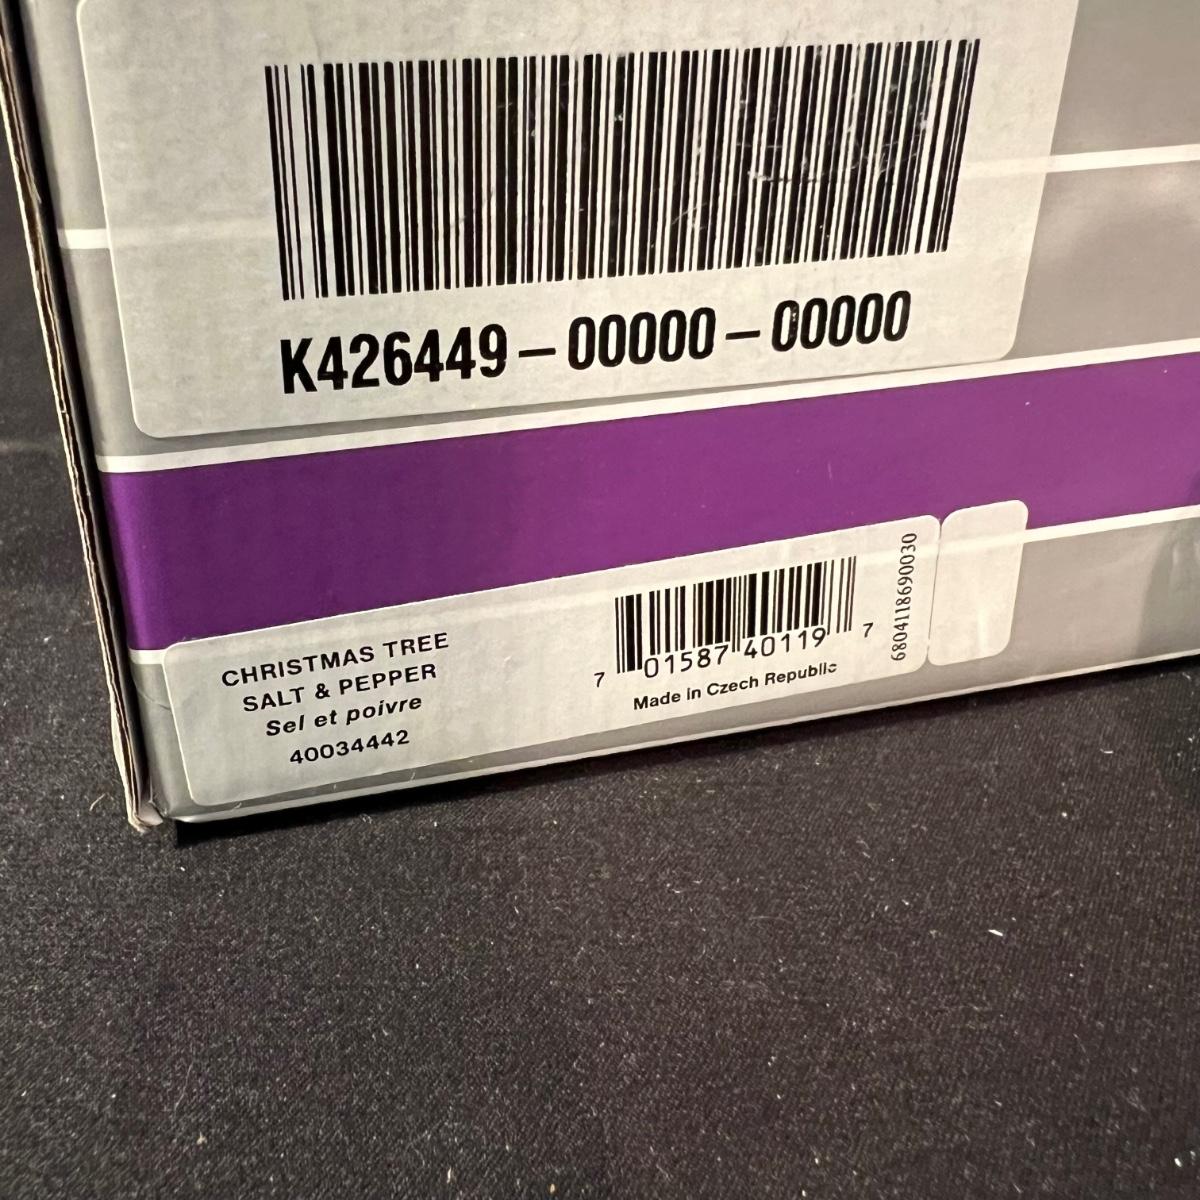 K426449-00000-00000
CHRISTMAS TREE
SALT & PEPPER
Sel et poivre
40034442
7 01587 40119 7
Made in Czech Republic
6804118690030